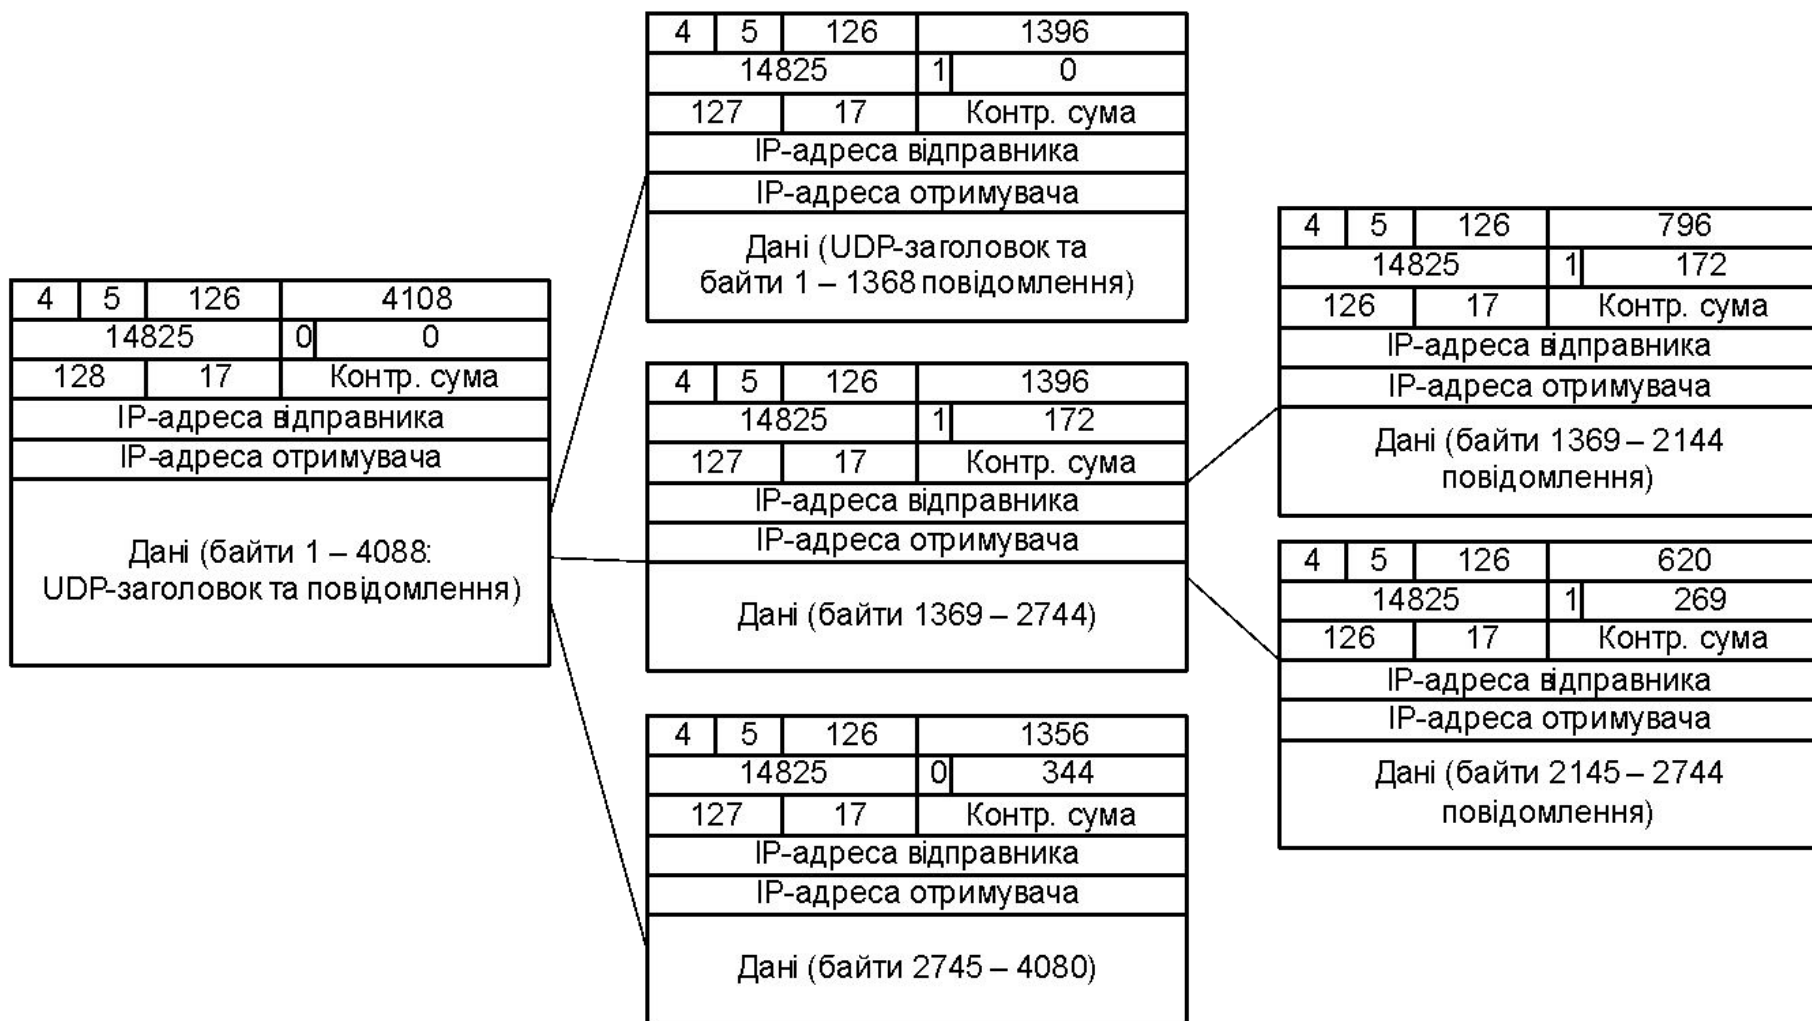 4 5 126 4108
14825 0 0
128 17 Контр. сума
IP-адреса відправника
IP-адреса отримувача
Дані (байти 1 – 4088:
UDP-заголовок та повідомлення)
4 5 126 1396
14825 1 0
127 17 Контр. сума
IP-адреса відправника
IP-адреса отримувача
Дані (UDP-заголовок та
байти 1 – 1368 повідомлення)
4 5 126 1396
14825 1 172
127 17 Контр. сума
IP-адреса відправника
IP-адреса отримувача
Дані (байти 1369 – 2744)
4 5 126 1356
14825 0 344
127 17 Контр. сума
IP-адреса відправника
IP-адреса отримувача
Дані (байти 2745 – 4080)
4 5 126 796
14825 1 172
126 17 Контр. сума
IP-адреса відправника
IP-адреса отримувача
Дані (байти 1369 – 2144
повідомлення)
4 5 126 620
14825 1 269
126 17 Контр. сума
IP-адреса відправника
IP-адреса отримувача
Дані (байти 2145 – 2744
повідомлення)